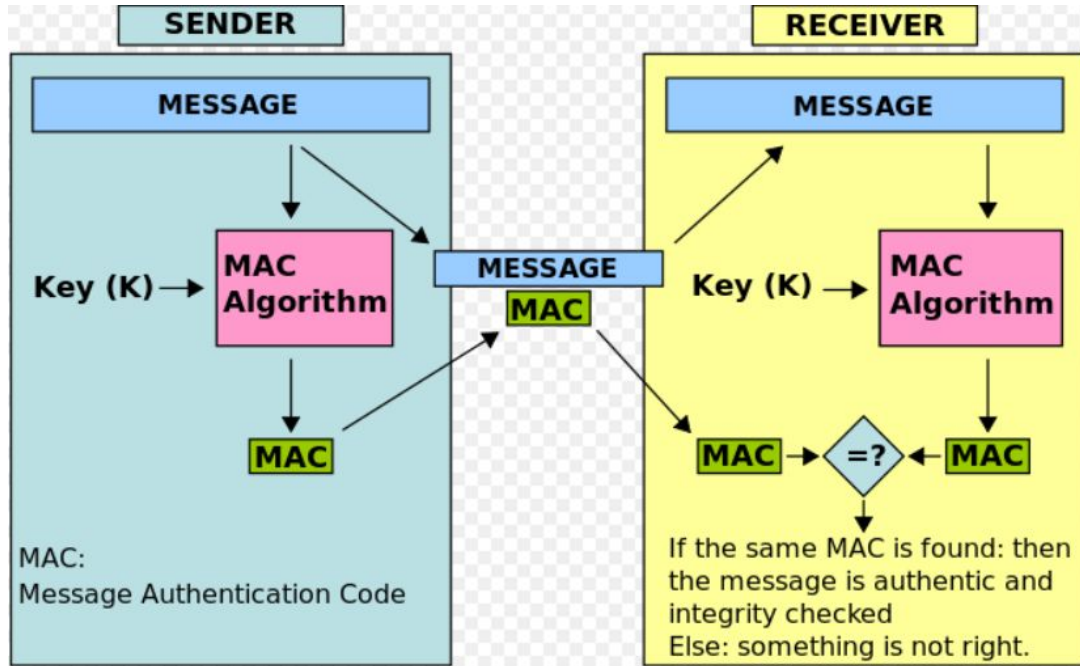 SENDER
MESSAGE
Key (K)
MAC
Algorithm
MAC
MAC:
Message Authentication Code
MESSAGE
MAC
RECEIVER
MESSAGE
Key (K)
MAC
Algorithm
MAC
=?
MAC
If the same MAC is found: then
the message is authentic and
integrity checked
Else: something is not right.